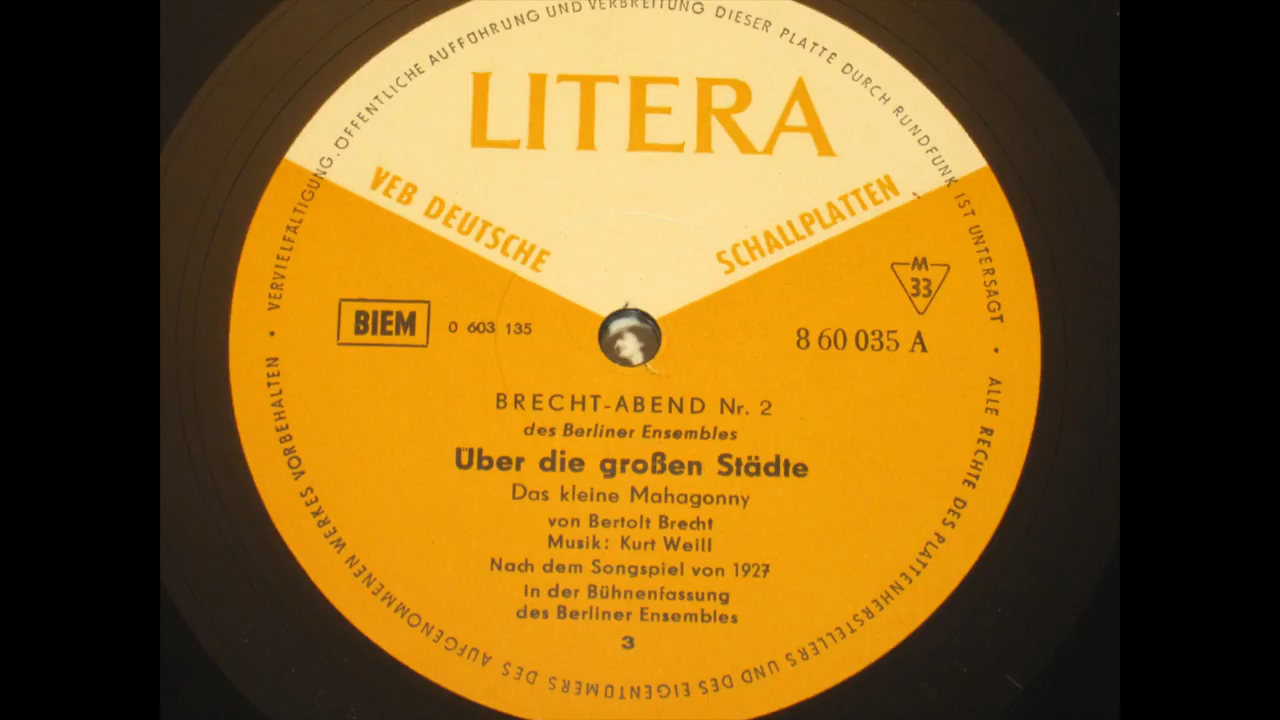 VERVIELFÄLTIGUNG, ÖFFENTLICHE AUFFÜHRUNG UND VERBREITUNG DIESER PLATTE DURCH RUNDFUNK IST UNTERSAGT • ALLE RECHTE DES PLATTENHERSTELLERS UND DES EIGENTÜMERS DES AUFGENOMMENEN WERKES VORBEHALTEN •
LITERA
VEB DEUTSCHE SCHALLPLATTEN
M
33
BIEM 0 603 135
8 60 035 A
BRECHT-ABEND Nr. 2
des Berliner Ensembles
Über die großen Städte
Das kleine Mahagonny
von Bertolt Brecht
Musik: Kurt Weill
Nach dem Songspiel von 1927
In der Bühnenfassung
des Berliner Ensembles
3